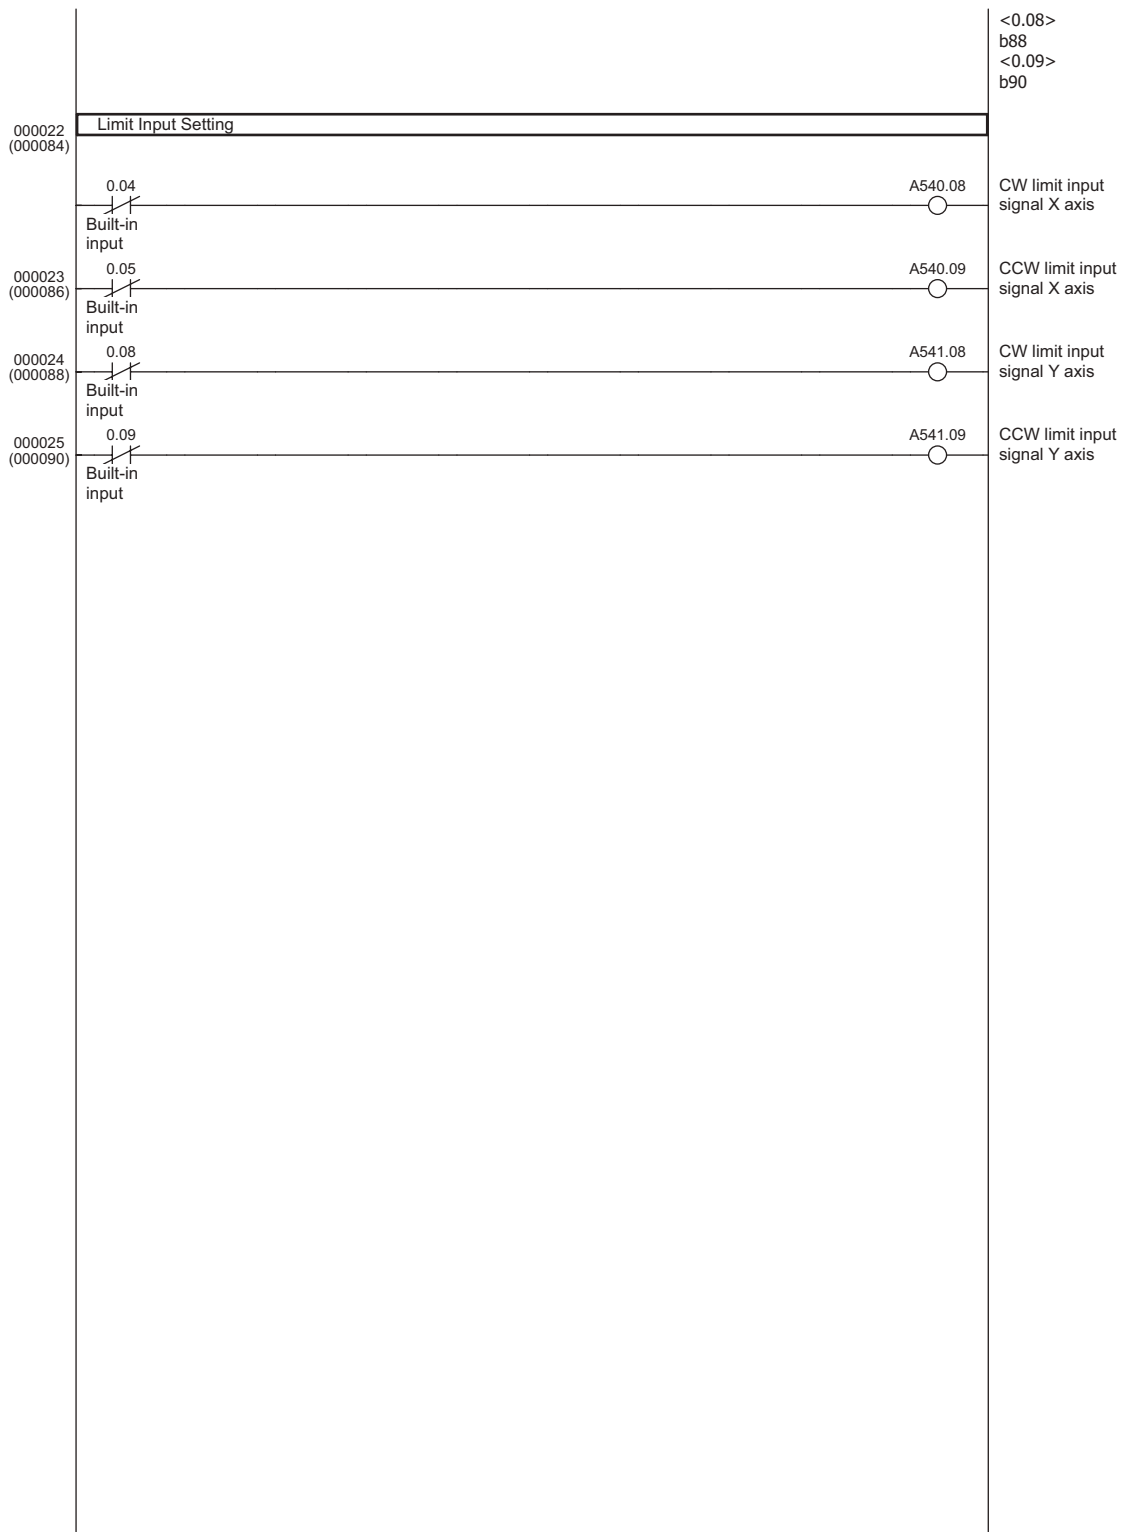 <0.08>
b88
<0.09>
b90
000022
(000084)
Limit Input Setting
0.04
Built-in
input
A540.08
CW limit input
signal X axis
000023
(000086)
0.05
Built-in
input
A540.09
CCW limit input
signal X axis
000024
(000088)
0.08
Built-in
input
A541.08
CW limit input
signal Y axis
000025
(000090)
0.09
Built-in
input
A541.09
CCW limit input
signal Y axis